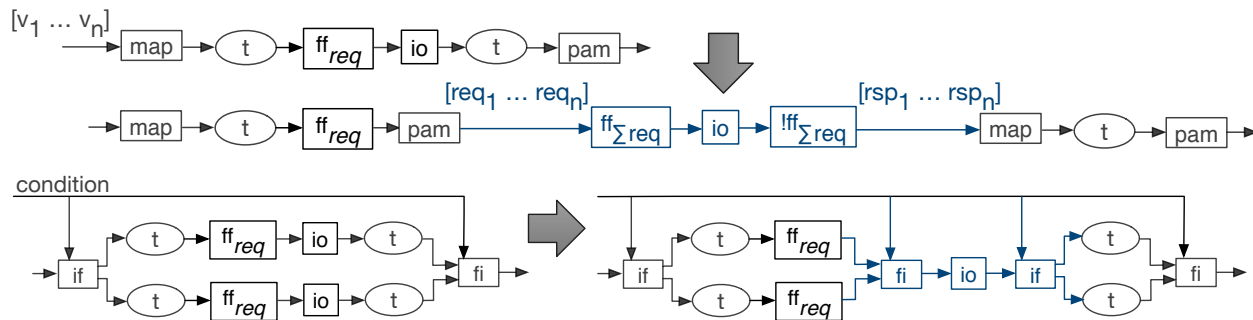 [v1 … vn]
map t ffreq io t pam
[req1 … reqn] [rsp1 … rspn]
map t ffreq pam ff∑req io !ff∑req map t pam
condition
t ffreq io t t ffreq t
if fi if fi io if fi
t ffreq io t t ffreq t